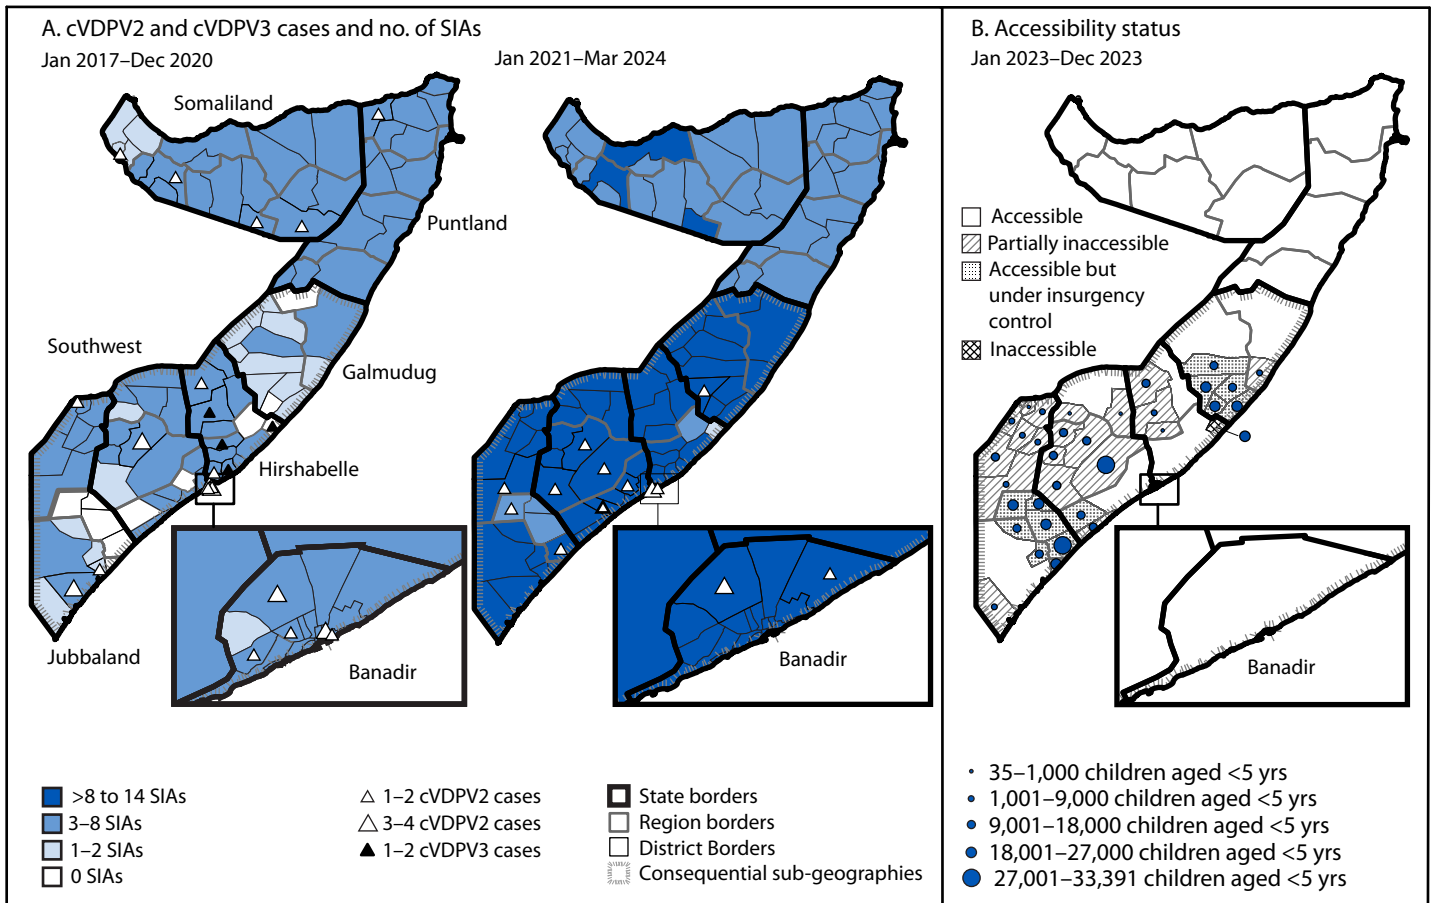 A. cVDPV2 and cVDPV3 cases and no. of SIAs
Jan 2017–Dec 2020
Jan 2021–Mar 2024
Somaliland
Puntland
Southwest
Galmudug
Hirshabelle
Jubbaland
Banadir
Banadir
>8 to 14 SIAs
3–8 SIAs
1–2 SIAs
0 SIAs
1–2 cVDPV2 cases
3–4 cVDPV2 cases
1–2 cVDPV3 cases
State borders
Region borders
District Borders
Consequential sub-geographies
B. Accessibility status
Jan 2023–Dec 2023
Accessible
Partially inaccessible
Accessible but
under insurgency
control
Inaccessible
Banadir
35–1,000 children aged <5 yrs
1,001–9,000 children aged <5 yrs
9,001–18,000 children aged <5 yrs
18,001–27,000 children aged <5 yrs
27,001–33,391 children aged <5 yrs